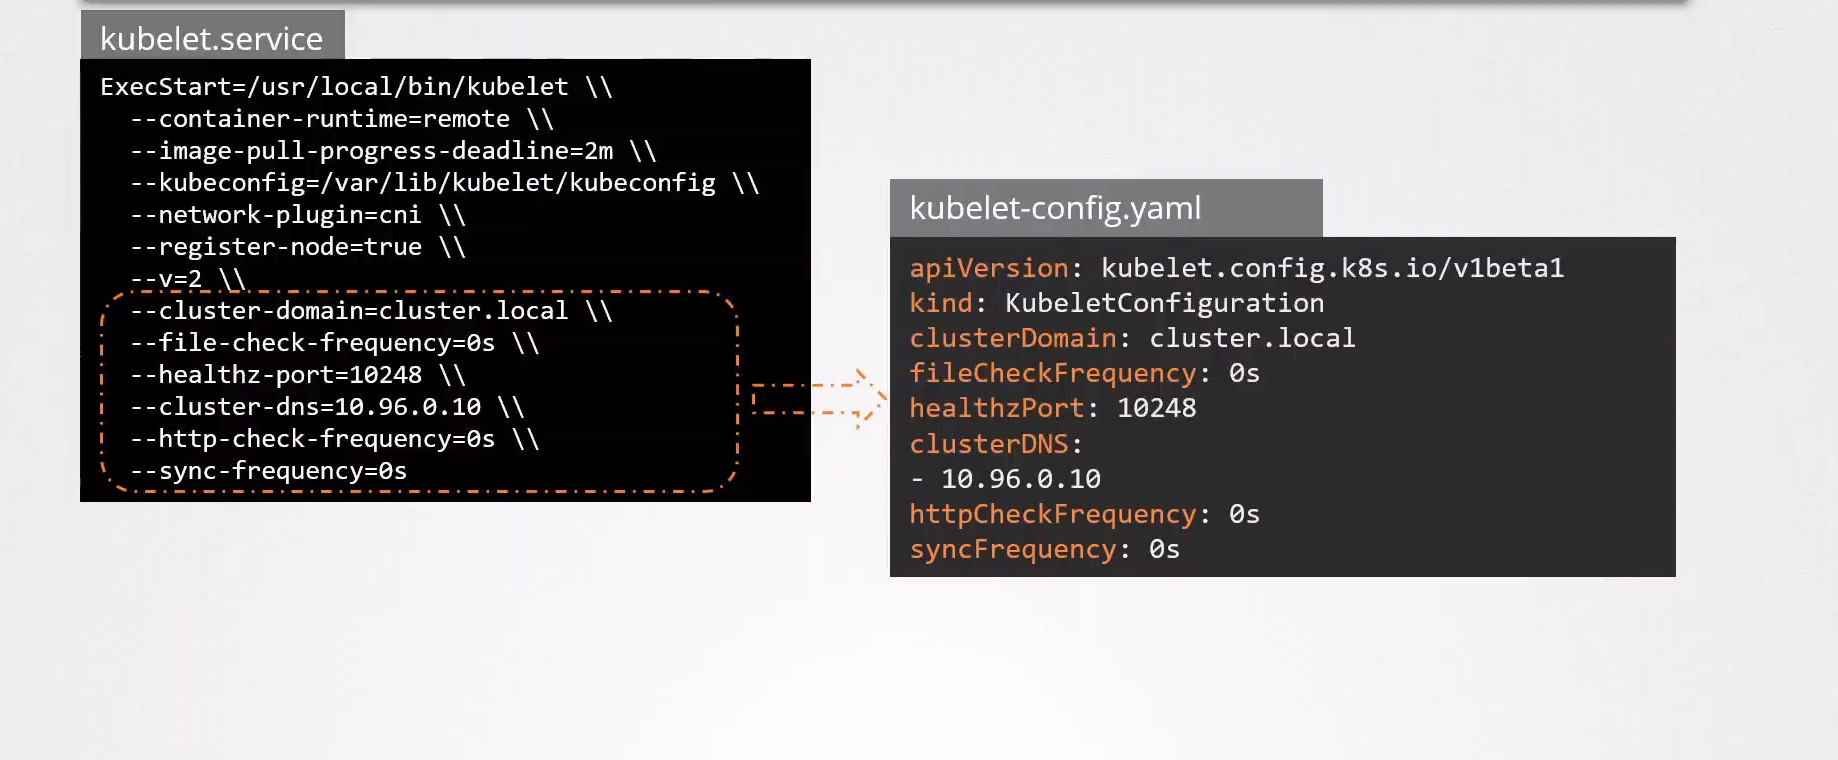 kubelet.service
ExecStart=/usr/local/bin/kubelet \\
--container-runtime=remote \\
--image-pull-progress-deadline=2m \\
--kubeconfig=/var/lib/kubelet/kubeconfig \\
--network-plugin=cni \\
--register-node=true \\
--v=2 \\
--cluster-domain=cluster.local \\
--file-check-frequency=0s \\
--healthz-port=10248 \\
--cluster-dns=10.96.0.10 \\
--http-check-frequency=0s \\
--sync-frequency=0s
kubelet-config.yaml
apiVersion: kubelet.config.k8s.io/v1beta1
kind: KubeletConfiguration
clusterDomain: cluster.local
fileCheckFrequency: 0s
healthzPort: 10248
clusterDNS:
- 10.96.0.10
httpCheckFrequency: 0s
syncFrequency: 0s